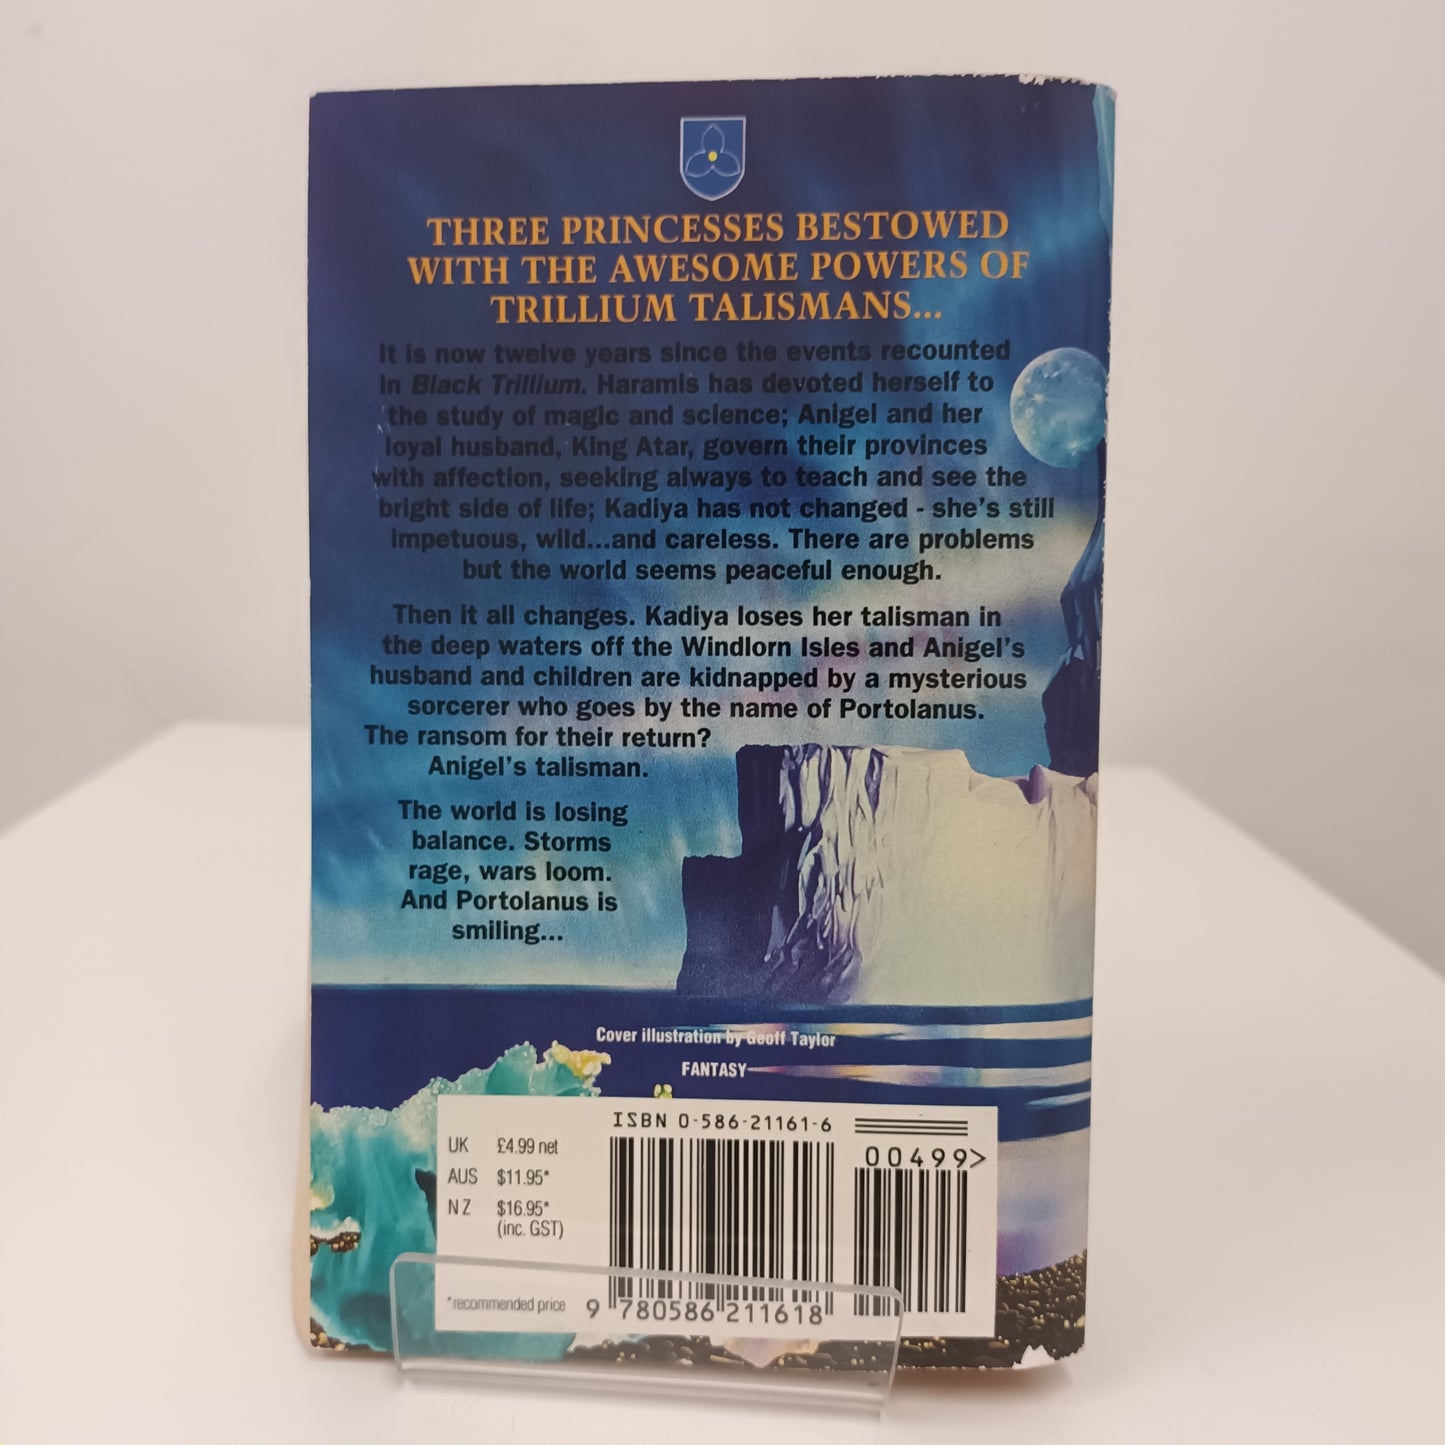 THREE PRINCESSES BESTOWED
WITH THE AWESOME POWERS OF
TRILLIUM TALISMANS...
It is now twelve years since the events recounted
in Black Trillium. Haramis has devoted herself to
the study of magic and science; Anigel and her
loyal husband, King Atar, govern their provinces
with affection, seeking always to teach and see the
bright side of life; Kadiya has not changed - she's still
impetuous, wild...and careless. There are problems
but the world seems peaceful enough.
Then it all changes. Kadiya loses her talisman in
the deep waters off the Windlorn Isles and Anigel's
husband and children are kidnapped by a mysterious
sorcerer who goes by the name of Portolanus.
The ransom for their return?
Anigel's talisman.
The world is losing
balance. Storms
rage, wars loom.
And Portolanus is
smiling...
Cover illustration by Geoff Taylor
FANTASY
ISBN 0-586-21161-6
UK £4.99 net
AUS $11.95*
NZ $16.95*
(inc. GST)
00499>
*recommended price
9 780586 211618